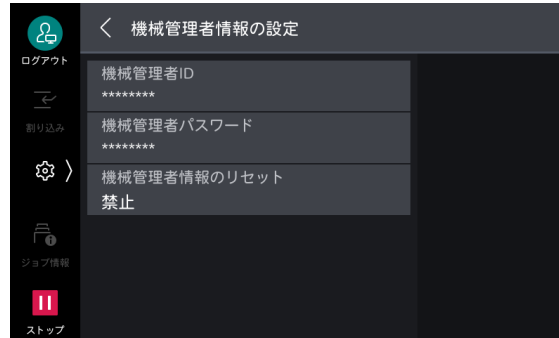 機械管理者情報の設定
ログアウト
割り込み
ジョブ情報
ストップ
機械管理者ID
********
機械管理者パスワード
********
機械管理者情報のリセット
禁止